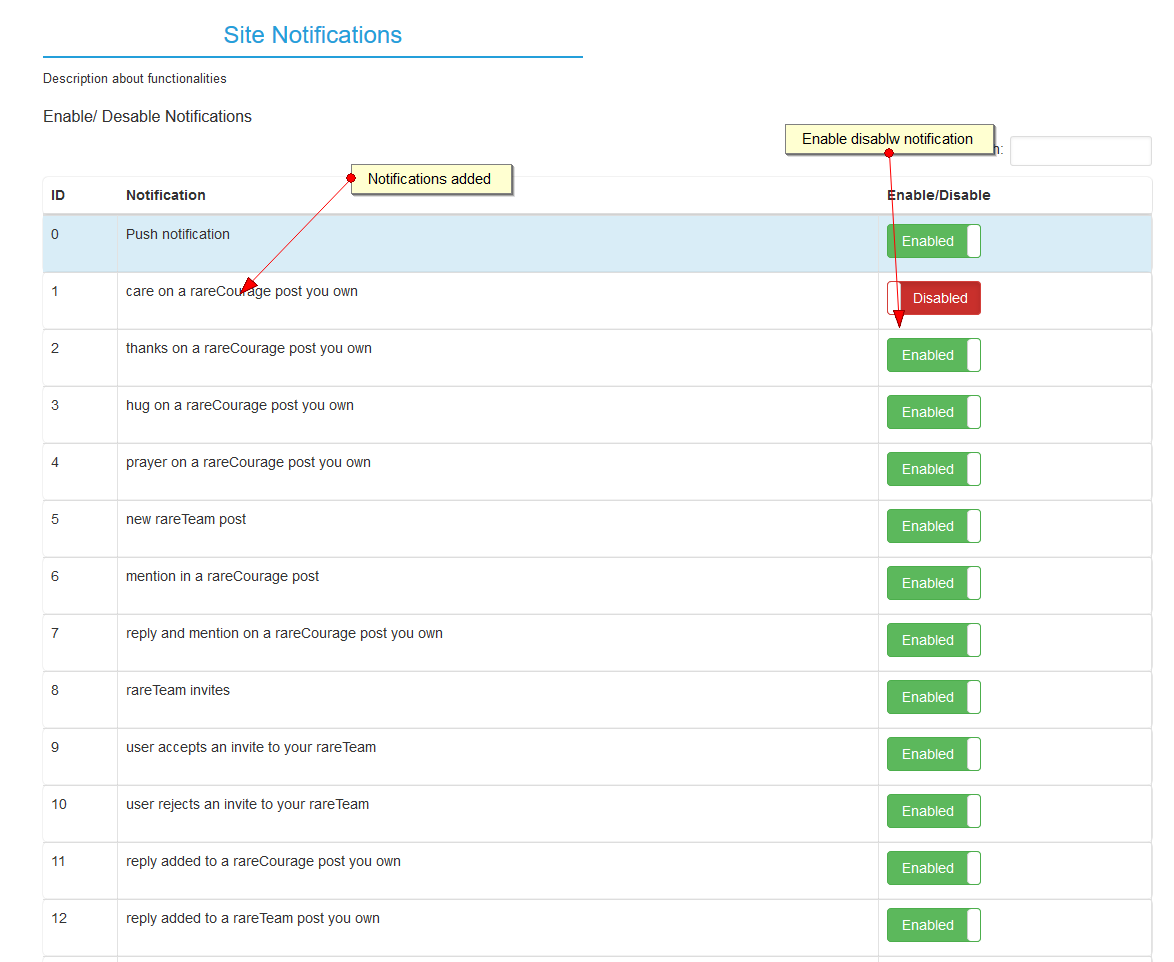 Site Notifications
Description about functionalities
Enable/ Desable Notifications
Enable disablw notification
Notifications added
ID Notification Enable/Disable
0 Push notification Enabled
1 care on a rareCourage post you own Disabled
2 thanks on a rareCourage post you own Enabled
3 hug on a rareCourage post you own Enabled
4 prayer on a rareCourage post you own Enabled
5 new rareTeam post Enabled
6 mention in a rareCourage post Enabled
7 reply and mention on a rareCourage post you own Enabled
8 rareTeam invites Enabled
9 user accepts an invite to your rareTeam Enabled
10 user rejects an invite to your rareTeam Enabled
11 reply added to a rareCourage post you own Enabled
12 reply added to a rareTeam post you own Enabled